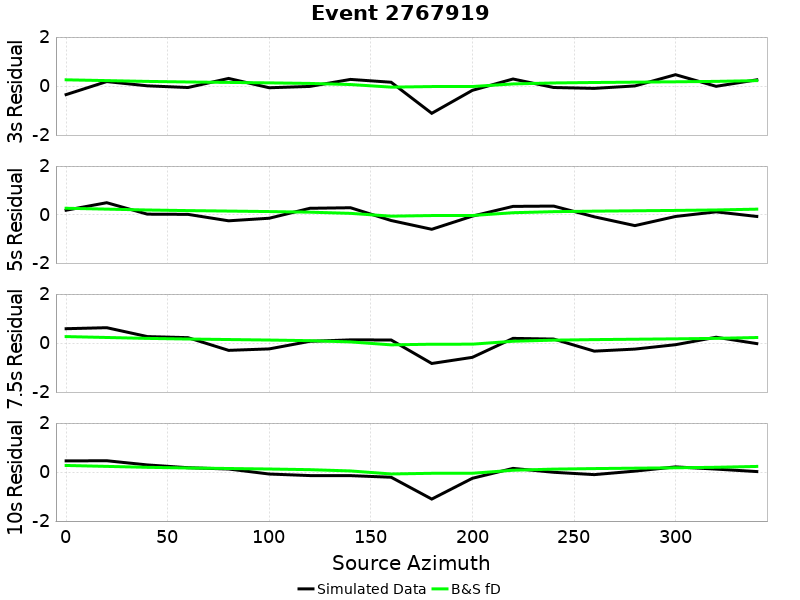 Event 2767919
3s Residual
2
0
-2
5s Residual
2
0
-2
7.5s Residual
2
0
-2
10s Residual
2
0
-2
0 50 100 150 200 250 300
Source Azimuth
Simulated Data B&S fD